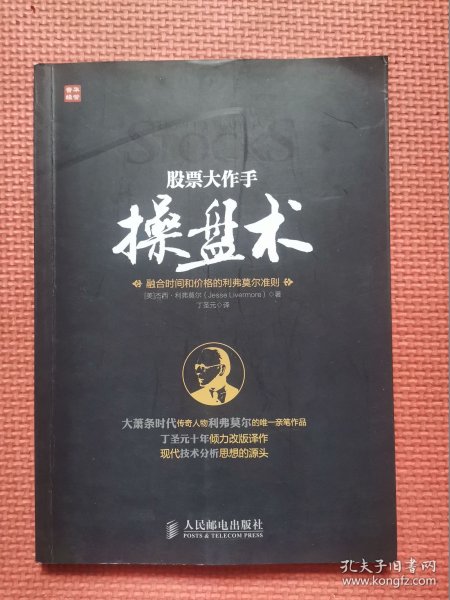 普华
经管
Stocks
股票大作手
操盘术
融合时间和价格的利弗莫尔准则
[美]杰西·利弗莫尔（Jesse Livermore）◎著
丁圣元◎译
大萧条时代传奇人物利弗莫尔的唯一亲笔作品
丁圣元十年倾力改版译作
现代技术分析思想的源头
人民邮电出版社
POSTS & TELECOM PRESS
孔夫子旧书网
www.kongfz.com